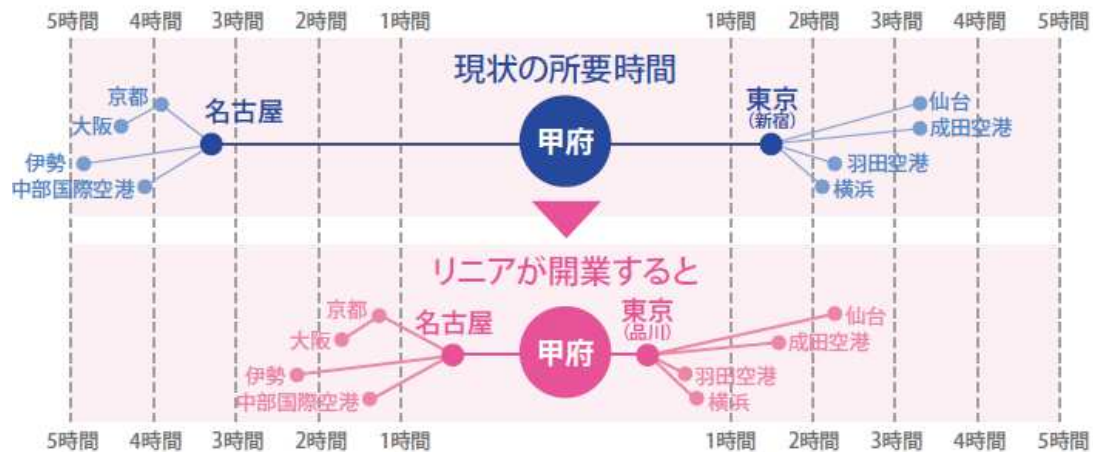 5時間 4時間 3時間 2時間 1時間 1時間 2時間 3時間 4時間 5時間
現状の所要時間
京都
名古屋
大阪
伊勢
中部国際空港
甲府
東京
(新宿)
仙台
成田空港
羽田空港
横浜
リニアが開業すると
京都
名古屋
大阪
伊勢
中部国際空港
甲府
東京
(品川)
仙台
成田空港
羽田空港
横浜
5時間 4時間 3時間 2時間 1時間 1時間 2時間 3時間 4時間 5時間